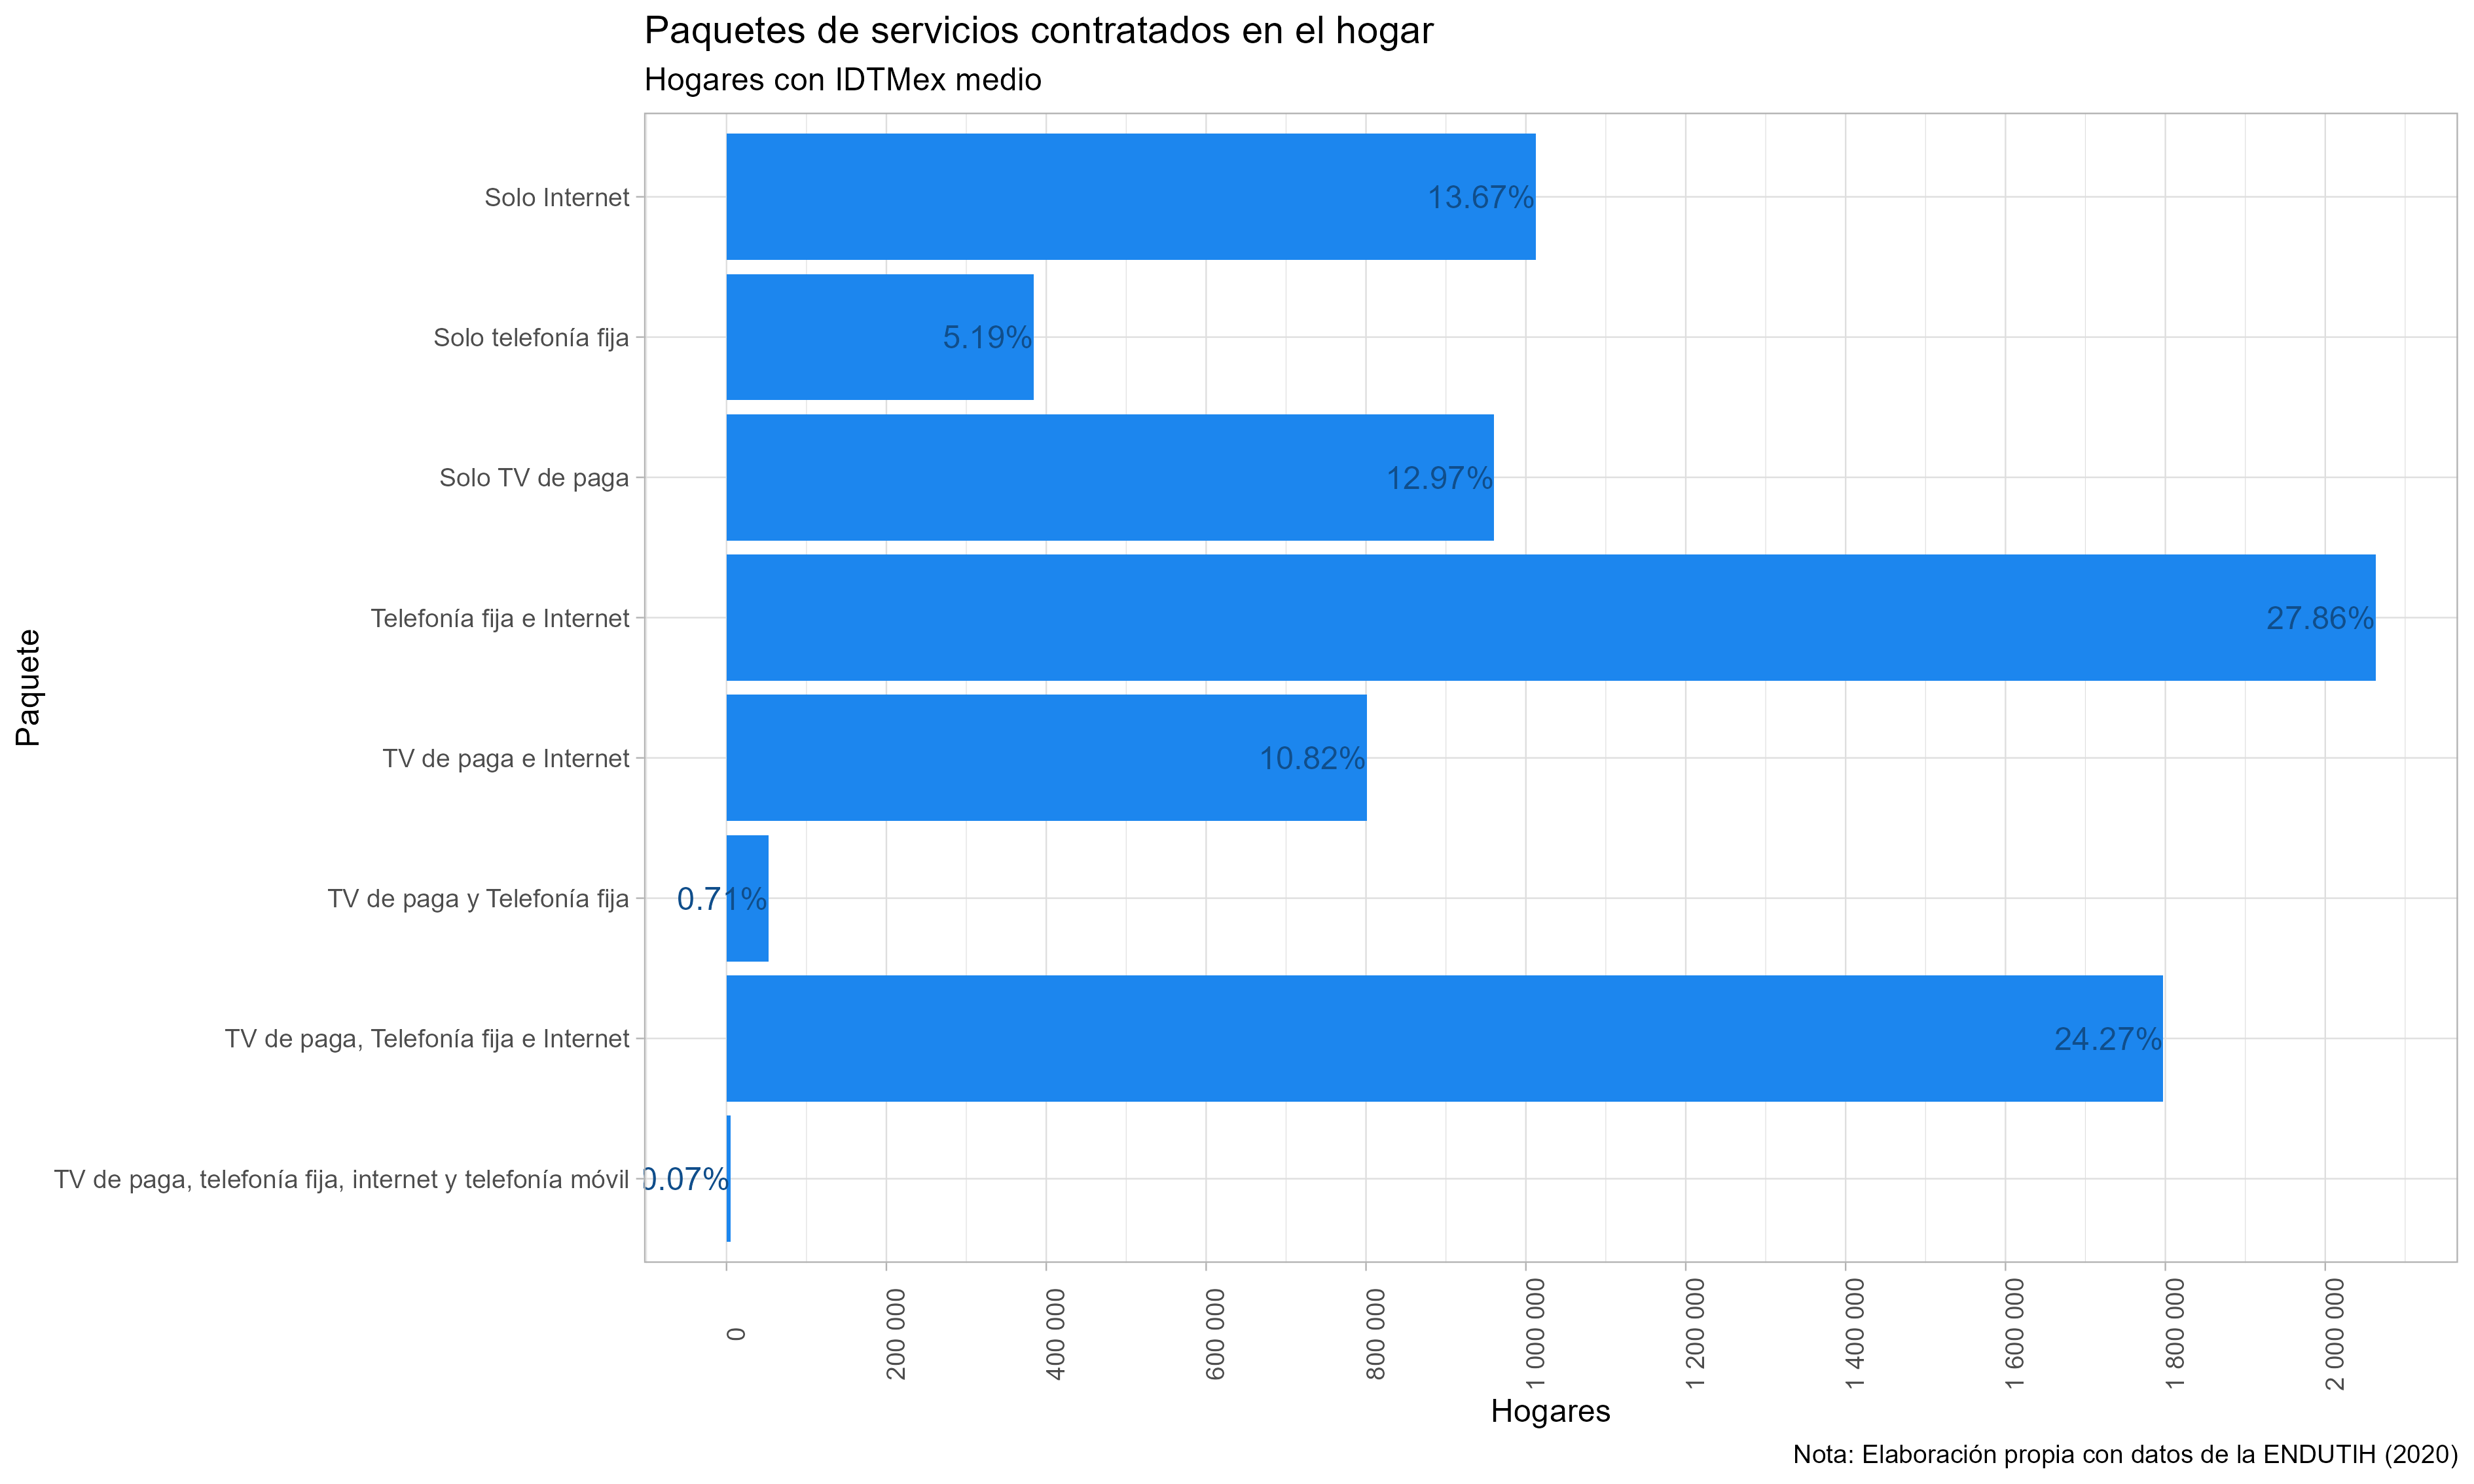 Paquetes de servicios contratados en el hogar
Hogares con IDTMex medio
Paquete
Solo Internet
13.67%
Solo telefonía fija
5.19%
Solo TV de paga
12.97%
Telefonía fija e Internet
27.86%
TV de paga e Internet
10.82%
TV de paga y Telefonía fija
0.71%
TV de paga, Telefonía fija e Internet
24.27%
TV de paga, telefonía fija, internet y telefonía móvil
0.07%
0
200 000
400 000
600 000
800 000
1 000 000
1 200 000
1 400 000
1 600 000
1 800 000
2 000 000
Hogares
Nota: Elaboración propia con datos de la ENDUTIH (2020)